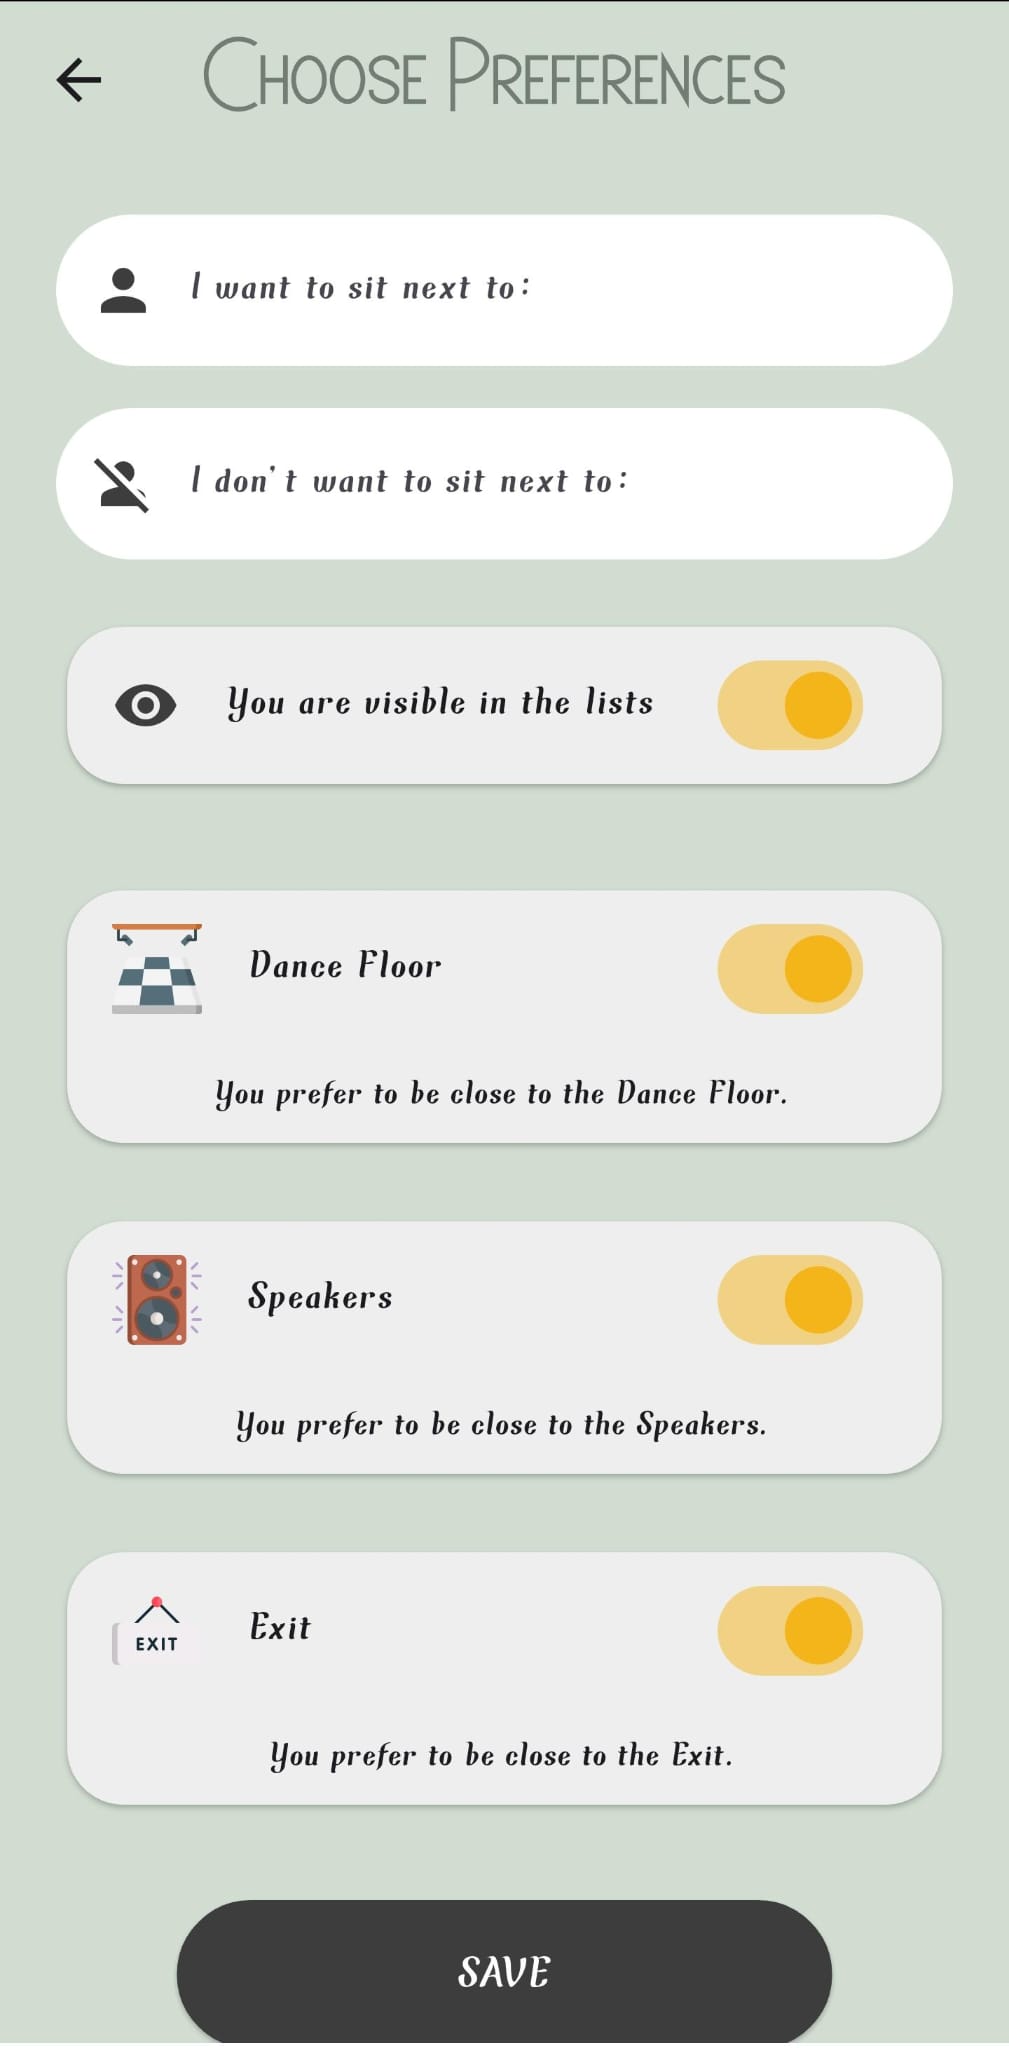 Choose Preferences
I want to sit next to:
I don't want to sit next to:
You are visible in the lists
Dance Floor
You prefer to be close to the Dance Floor.
Speakers
You prefer to be close to the Speakers.
EXIT
Exit
You prefer to be close to the Exit.
SAVE